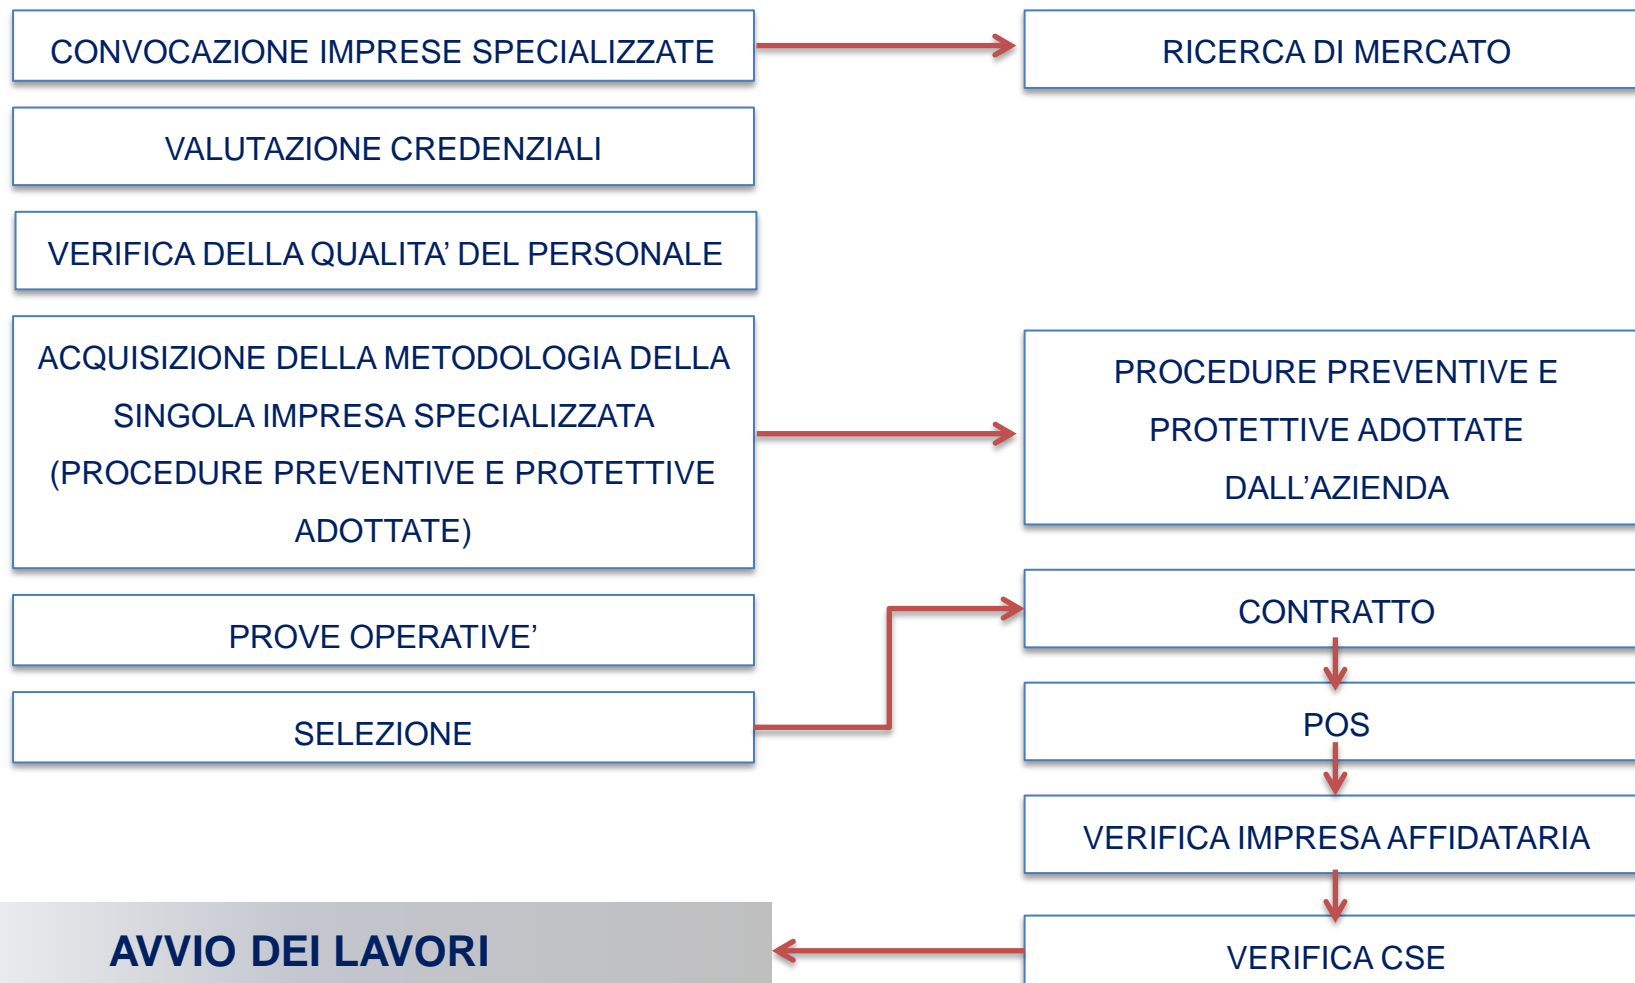 CONVOCAZIONE IMPRESE SPECIALIZZATE
RICERCA DI MERCATO
VALUTAZIONE CREDENZIALI
VERIFICA DELLA QUALITA’ DEL PERSONALE
ACQUISIZIONE DELLA METODOLOGIA DELLA
SINGOLA IMPRESA SPECIALIZZATA
(PROCEDURE PREVENTIVE E PROTETTIVE
ADOTTATE)
PROCEDURE PREVENTIVE E
PROTETTIVE ADOTTATE
DALL’AZIENDA
PROVE OPERATIVE’
SELEZIONE
CONTRATTO
POS
VERIFICA IMPRESA AFFIDATARIA
VERIFICA CSE
AVVIO DEI LAVORI